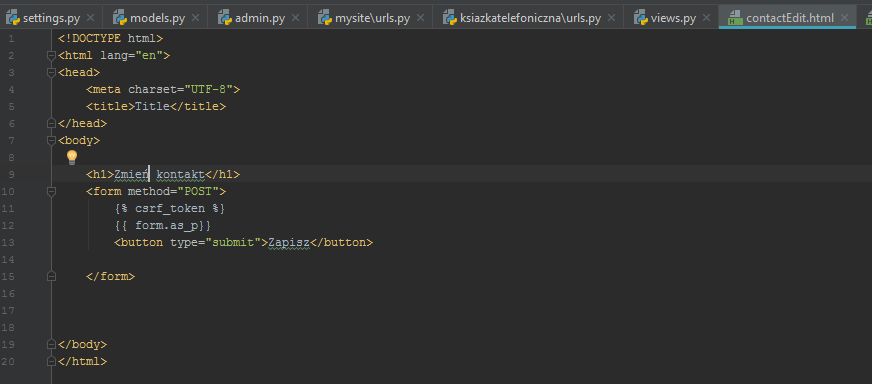 settings.py models.py admin.py mysite\urls.py ksiazkatelefoniczna\urls.py views.py contactEdit.html
1 <!DOCTYPE html>
2 <html lang="en">
3 <head>
4 <meta charset="UTF-8">
5 <title>Title</title>
6 </head>
7 <body>
8
9 <h1>Zmień kontakt</h1>
10 <form method="POST">
11 {% csrf_token %}
12 {{ form.as_p}}
13 <button type="submit">Zapisz</button>
14
15 </form>
16
17
18
19 </body>
20 </html>